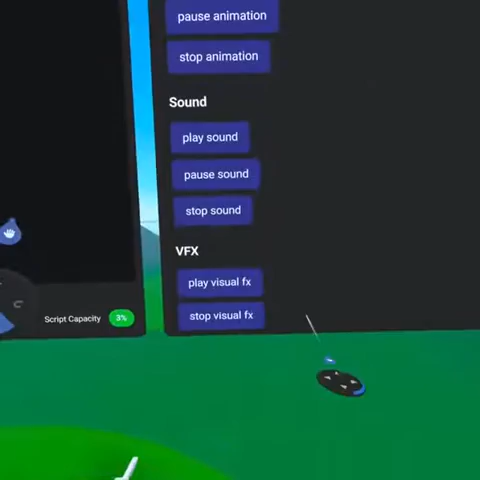 pause animation
stop animation
Sound
play sound
pause sound
stop sound
VFX
play visual fx
stop visual fx
Script Capacity 3%